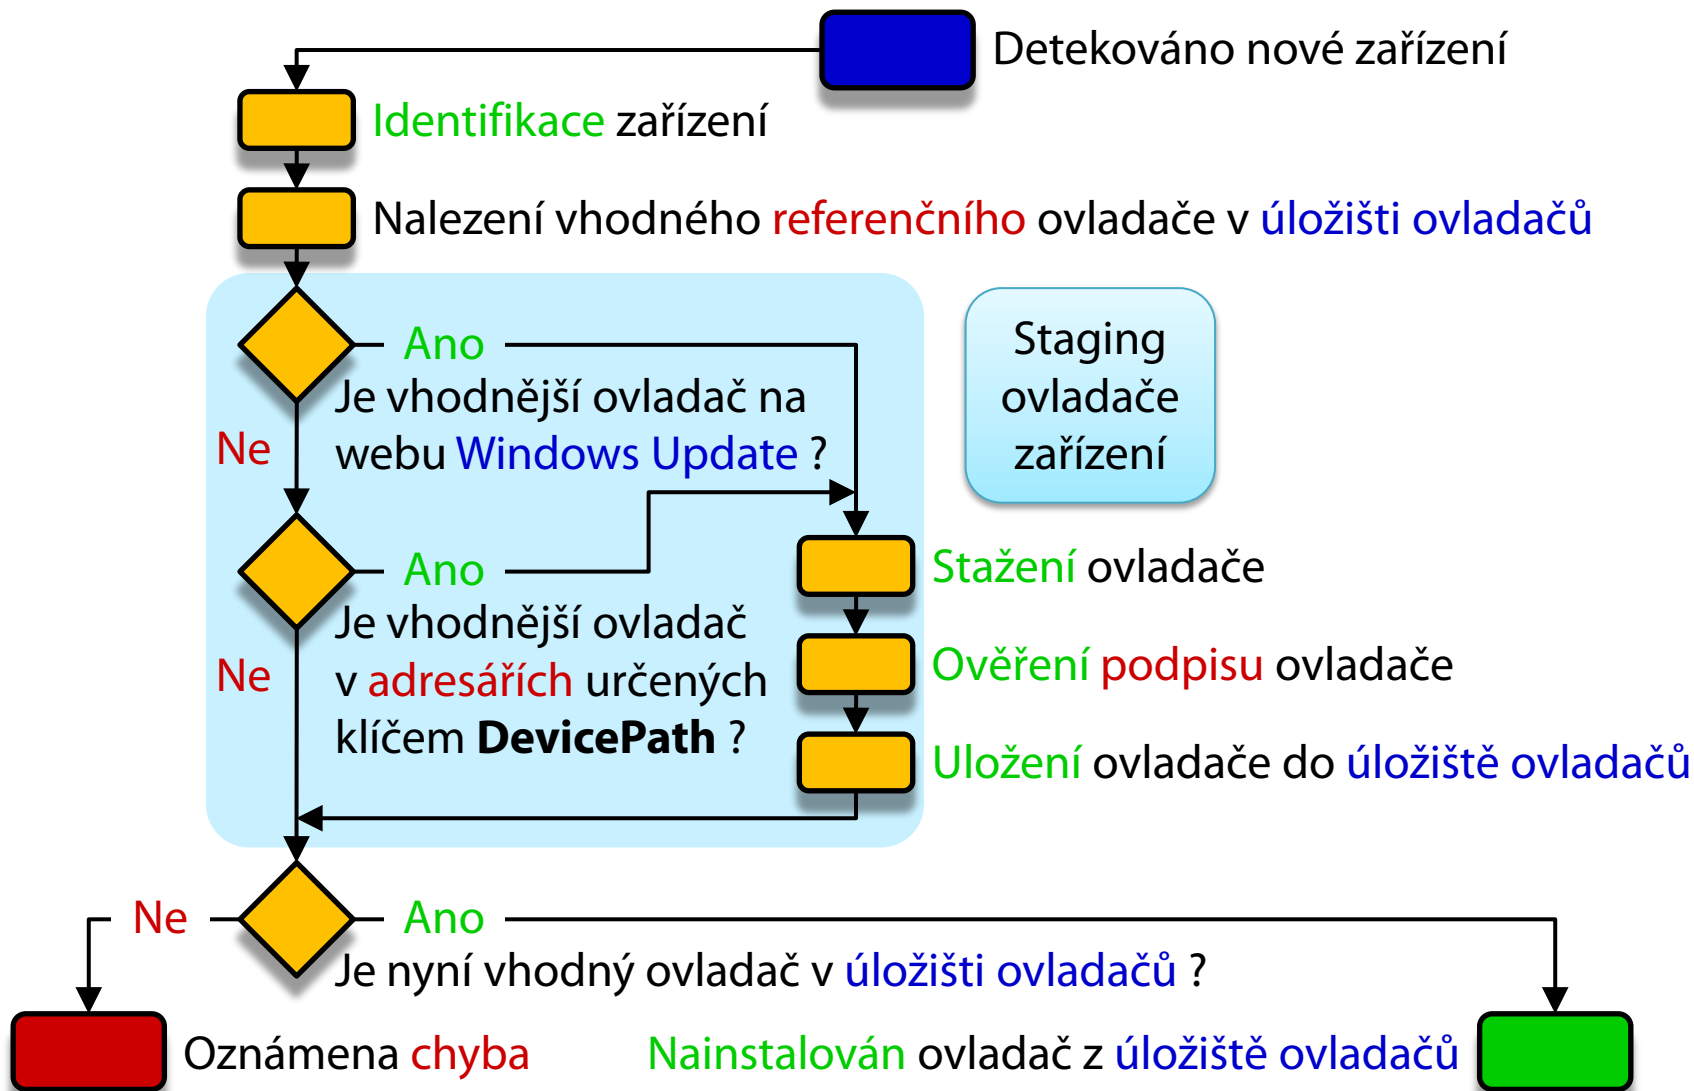 Detekováno nové zařízení
Identifikace zařízení
Nalezení vhodného referenčního ovladače v úložišti ovladačů
Ano
Je vhodnější ovladač na
webu Windows Update ?
Ne
Staging
ovladače
zařízení
Ano
Je vhodnější ovladač
v adresářích určených
klíčem DevicePath ?
Ne
Stažení ovladače
Ověření podpisu ovladače
Uložení ovladače do úložiště ovladačů
Ne
Ano
Je nyní vhodný ovladač v úložišti ovladačů ?
Oznámena chyba
Nainstalován ovladač z úložiště ovladačů